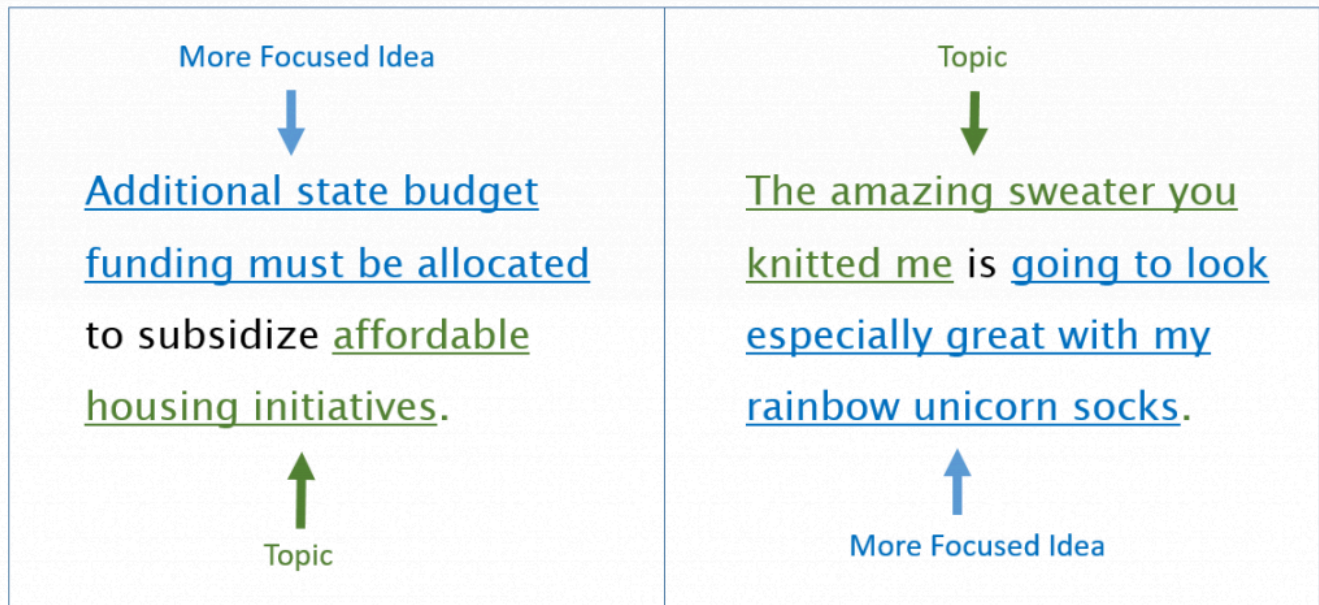 More Focused Idea
Additional state budget
funding must be allocated
to subsidize affordable
housing initiatives.
Topic
Topic
The amazing sweater you
knitted me is going to look
especially great with my
rainbow unicorn socks.
More Focused Idea